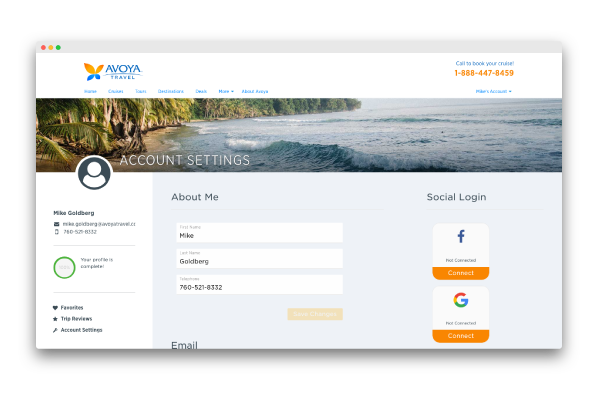 AVOYA
TRAVEL
Call to book your cruise!
1-888-447-8459
Home Cruises Tours Destinations Deals More About Avoya Mike's Account
ACCOUNT SETTINGS
Mike Goldberg
mike.goldberg@avoyatravel.cc
760-521-8332
Your profile is
complete!
Favorites
Trip Reviews
Account Settings
About Me
First Name
Mike
Last Name
Goldberg
Telephone
760-521-8332
Save Changes
Email
Social Login
Not Connected
Connect
Not Connected
Connect